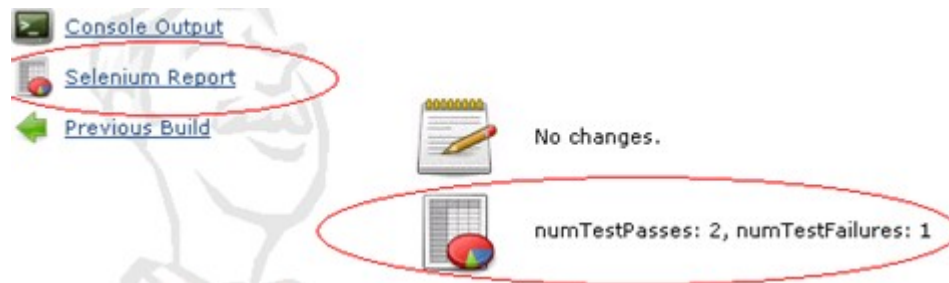 Console Output
Selenium Report
Previous Build
No changes.
numTestPasses: 2, numTestFailures: 1